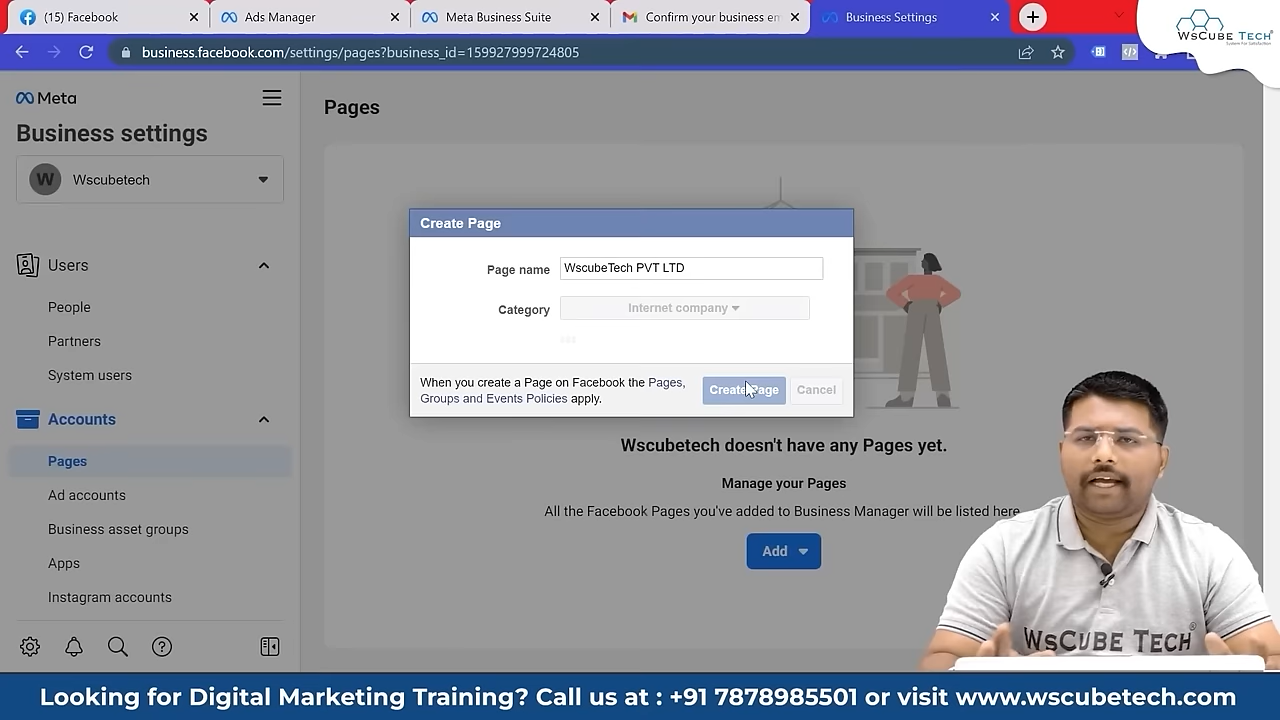 (15) Facebook
Ads Manager
Meta Business Suite
Confirm your business em
Business Settings
business.facebook.com/settings/pages?business_id=159927999724805
WsCube Tech
System For Satisfaction
Meta
Business settings
W
Wscubetech
Users
People
Partners
System users
Accounts
Pages
Ad accounts
Business asset groups
Apps
Instagram accounts
Pages
Create Page
Page name
WscubeTech PVT LTD
Category
Internet company
When you create a Page on Facebook the Pages,
Groups and Events Policies apply.
Create Page
Cancel
Wscubetech doesn't have any Pages yet.
Manage your Pages
All the Facebook Pages you've added to Business Manager will be listed here
Add
WsCube Tech
Looking for Digital Marketing Training? Call us at : +91 7878985501 or visit www.wscubetech.com